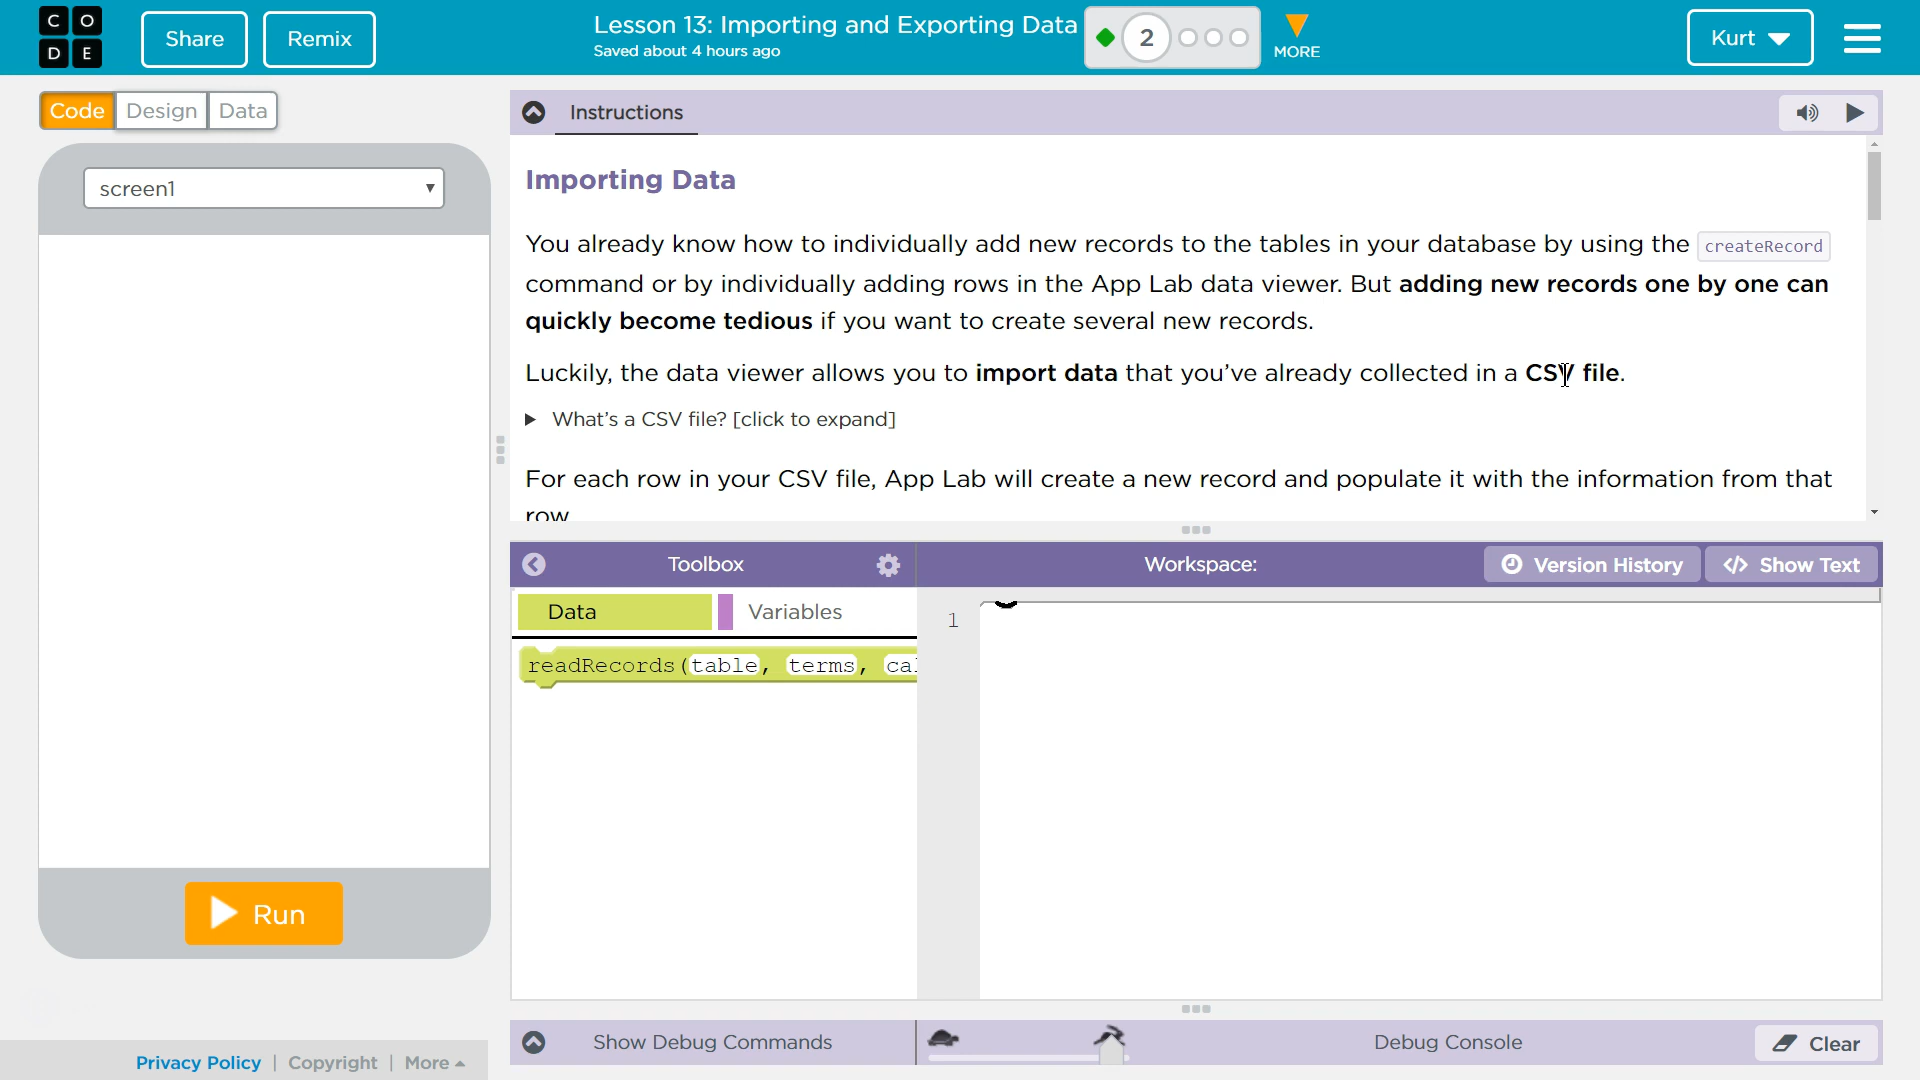 C O
D E
Share
Remix
Lesson 13: Importing and Exporting Data
Saved about 4 hours ago
2
MORE
Kurt
Code
Design
Data
screen1
Run
Instructions
Importing Data
You already know how to individually add new records to the tables in your database by using the createRecord
command or by individually adding rows in the App Lab data viewer. But adding new records one by one can
quickly become tedious if you want to create several new records.
Luckily, the data viewer allows you to import data that you've already collected in a CSV file.
What's a CSV file? [click to expand]
For each row in your CSV file, App Lab will create a new record and populate it with the information from that
row
Toolbox
Workspace:
Version History
</> Show Text
Data
Variables
readRecords(table, terms, cal
1
Show Debug Commands
Debug Console
Clear
Privacy Policy | Copyright | More